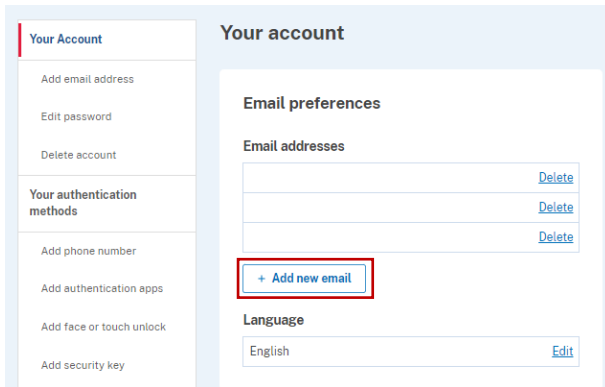 Your Account
Add email address
Edit password
Delete account
Your authentication
methods
Add phone number
Add authentication apps
Add face or touch unlock
Add security key
Your account
Email preferences
Email addresses
Delete
Delete
Delete
+ Add new email
Language
English Edit